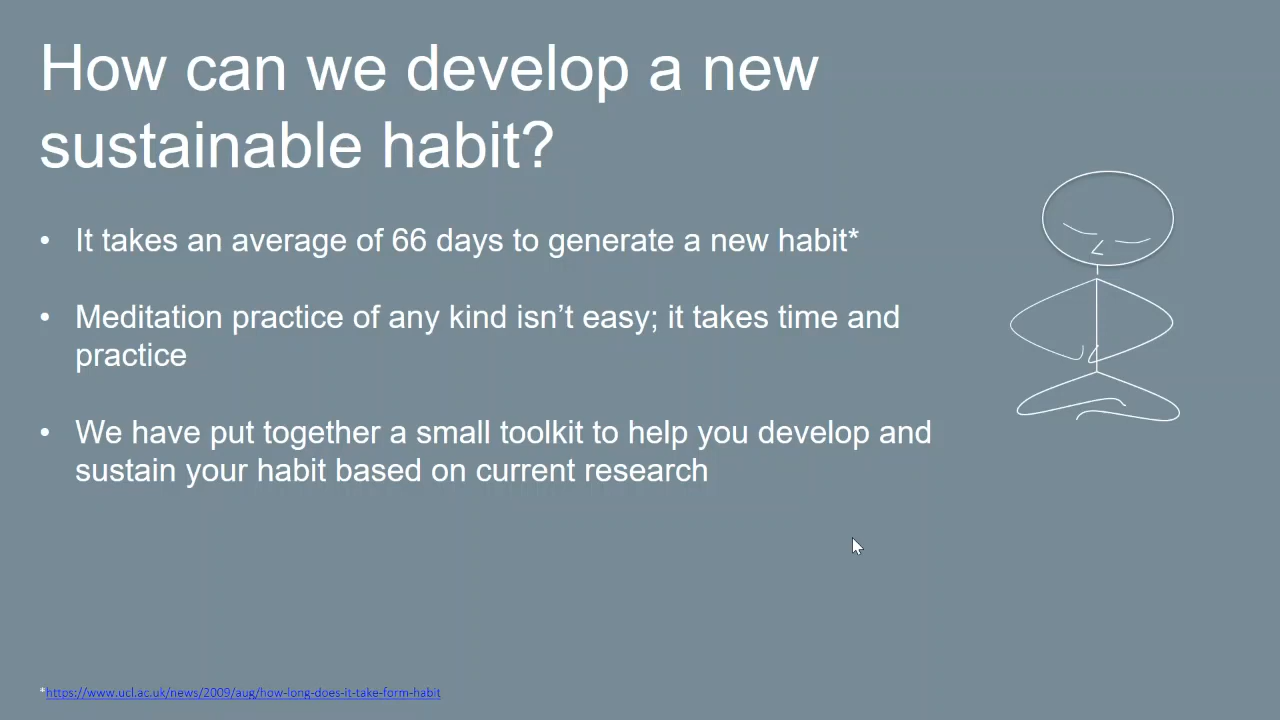 How can we develop a new
sustainable habit?
• It takes an average of 66 days to generate a new habit*
• Meditation practice of any kind isn’t easy; it takes time and
practice
• We have put together a small toolkit to help you develop and
sustain your habit based on current research
*https://www.ucl.ac.uk/news/2009/aug/how-long-does-it-take-form-habit